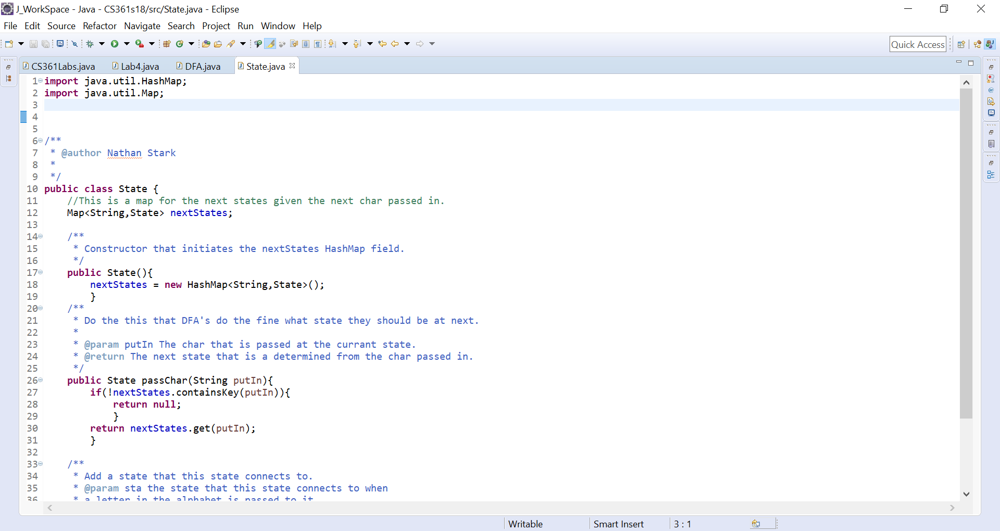 J_WorkSpace - Java - CS361s18/src/State.java - Eclipse
File Edit Source Refactor Navigate Search Project Run Window Help
Quick Access
CS361Labs.java Lab4.java DFA.java State.java
1 import java.util.HashMap;
2 import java.util.Map;
3
4
5
6 /**
7  * @author Nathan Stark
8  *
9  */
10 public class State {
11     //This is a map for the next states given the next char passed in.
12     Map<String,State> nextStates;
13
14     /**
15      * Constructor that initiates the nextStates HashMap field.
16      */
17     public State(){
18         nextStates = new HashMap<String,State>();
19         }
20     /**
21      * Do the this that DFA's do the fine what state they should be at next.
22      *
23      * @param putIn The char that is passed at the currant state.
24      * @return The next state that is a determined from the char passed in.
25      */
26     public State passChar(String putIn){
27         if(!nextStates.containsKey(putIn)){
28             return null;
29             }
30         return nextStates.get(putIn);
31         }
32
33     /**
34      * Add a state that this state connects to.
35      * @param sta the state that this state connects to when
36      * a letter in the alphabet is passed to it
Writable Smart Insert 3 : 1